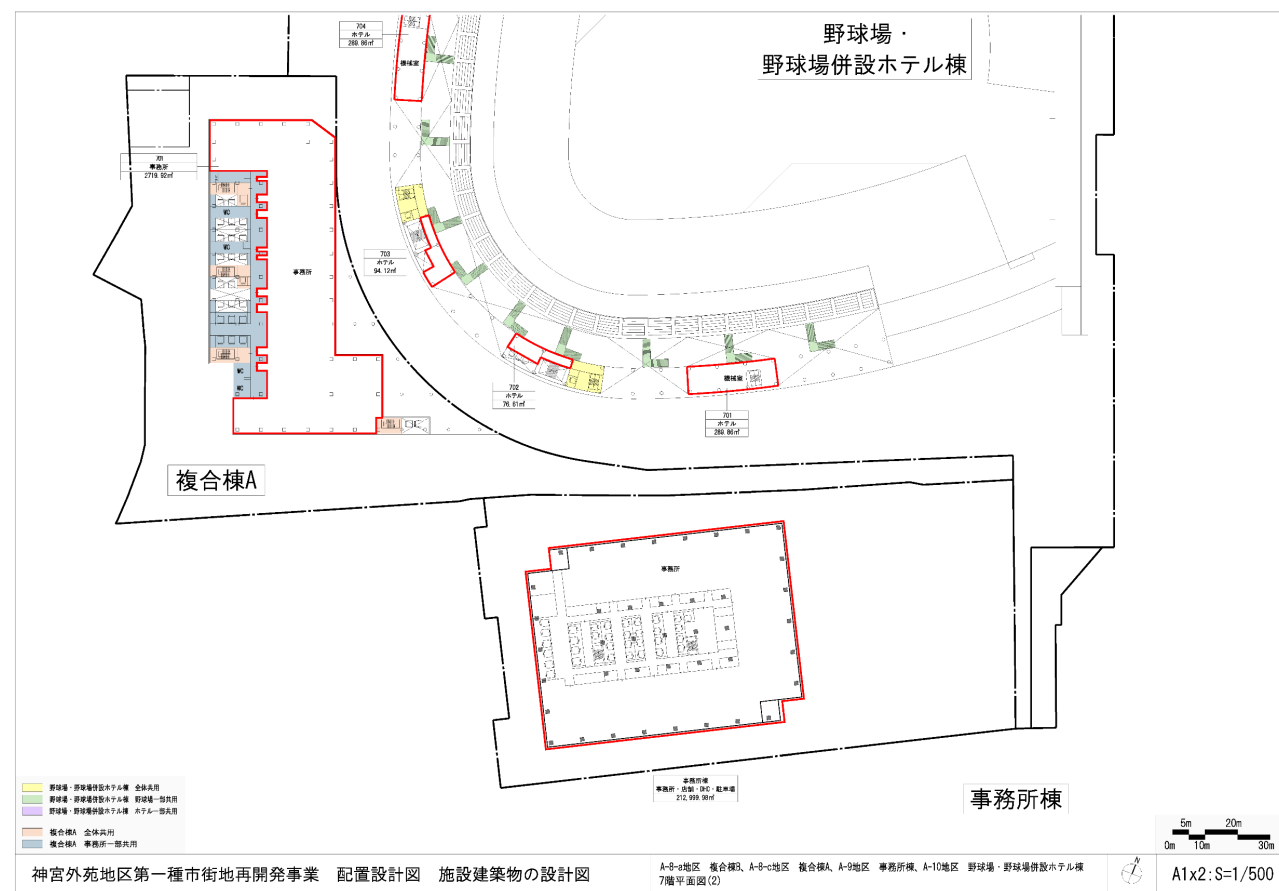 704
ホテル
289.86㎡
機械室
野球場・
野球場併設ホテル棟
701
事務所
2719.92㎡
WC
WC
事務所
703
ホテル
94.12㎡
WC
WC
702
ホテル
76.61㎡
機械室
701
ホテル
289.86㎡
複合棟A
事務所
事務所棟
事務所・店舗・DHC・駐車場
212,999.98㎡
事務所棟
野球場・野球場併設ホテル棟 全体共用
野球場・野球場併設ホテル棟 野球場一部共用
野球場・野球場併設ホテル棟 ホテル一部共用
複合棟A 全体共用
複合棟A 事務所一部共用
5m 20m
0m 10m 30m
神宮外苑地区第一種市街地再開発事業 配置設計図 施設建築物の設計図
A-8-a地区 複合棟B、A-8-c地区 複合棟A、A-9地区 事務所棟、A-10地区 野球場・野球場併設ホテル棟
7階平面図(2)
N
A1x2:S=1/500